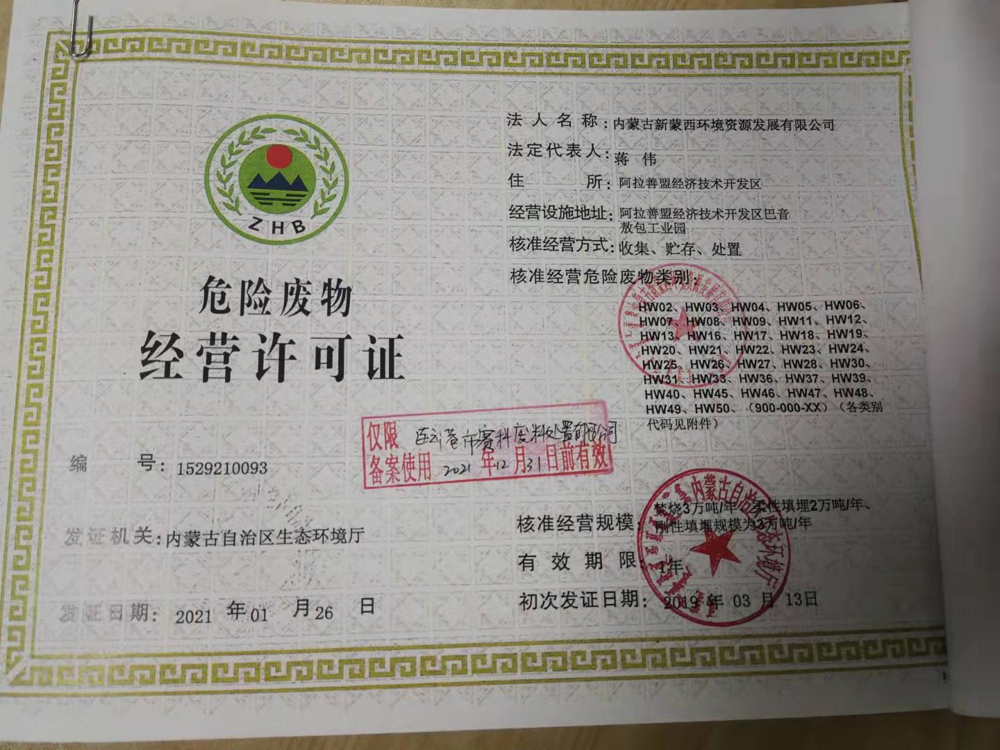 ZHB
危险废物
经营许可证
编 号：1529210093
发证机关：内蒙古自治区生态环境厅
发证日期：2021 年 01 月 26 日
法人名称：内蒙古新蒙西环境资源发展有限公司
法定代表人：蒋 伟
住 所：阿拉善盟经济技术开发区
经营设施地址：阿拉善盟经济技术开发区巴音
敖包工业园
核准经营方式：收集、贮存、处置
核准经营危险废物类别：
HW02、HW03、HW04、HW05、HW06、
HW07、HW08、HW09、HW11、HW12、
HW13、HW16、HW17、HW18、HW19、
HW20、HW21、HW22、HW23、HW24、
HW25、HW26、HW27、HW28、HW30、
HW31、HW33、HW36、HW37、HW39、
HW40、HW45、HW46、HW47、HW48、
HW49、HW50、（900-000-XX）（各类别
代码见附件）
仅限 连云港市赛科废料处置有限公司
备案使用 2021 年 12 月 31 日前有效
核准经营规模：焚烧3万吨/年、柔性填埋2万吨/年、
刚性填埋规模为3万吨/年
有效期限：1年
初次发证日期：2019 年 03 月 13日
内蒙古自治区生态环境厅